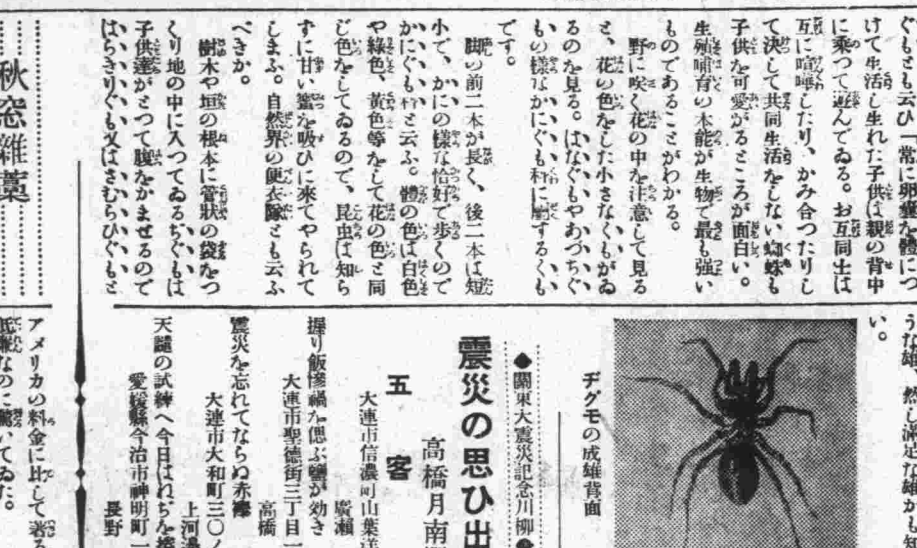 ぐもとも云ひ一常に卵嚢を體につ
けて生活し生れた子供は親の背中
に乘つて遊んでゐる。お互同士は
互に喧嘩したり、かみ合つたりし
て決して共同生活をしない蜘蛛も
子供を可愛がるところが面白い。
生殖哺育の本能が生物で最も强い
ものであることがわかる。
野に咲く花の中を注意して見る
と、花の色をした小さなくもがゐ
るのを見る。はなぐもやあづちぐ
もの樣なかにぐも科に屬するくも
です。
脚の前二本が長く、後二本は短
小で、かにの樣な恰好で步くので
かにぐも科と云ふ。體の色は白色
や綠色、黃色等をして花の色と同
じ色をしてゐるので、昆虫は知ら
ずに甘い蜜を吸ひに來てやられて
しまふ。自然界の便衣隊とも云ふ
べきか。
樹木や垣の根本に管狀の袋をつ
くり地の中に入つてゐるぢぐもは
子供達がとつて腹をかませるので
はらきりぐも又はさむらひぐもと
秋窓雜藁
い。
ヂグモの成雄背面
◆關東大震災記念川柳◆
震災の思ひ出
高橋月南
五客
大連市信濃町山葉洋
廣瀨
握り飯慘禍を偲ぶ鹽が効き
大連市聖德街三丁目一
高橋
震災を忘れてならぬ赤襷
大連市大和町三〇ノ
上河邊
天譴の試練へ今日はねぢを捲
愛媛縣今治市神明町一
長野
アメリカの料金に比して著る
低廉なのに驚いてゐた。